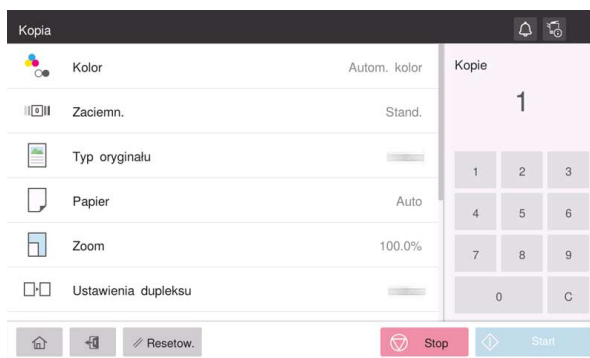 Kopia
Kolor Autom. kolor
0
Zaciemn. Stand.
Typ oryginału
Papier Auto
Zoom 100.0%
Ustawienia dupleksu
Kopie
1
1 2 3
4 5 6
7 8 9
0 C
Resetow. Stop Start